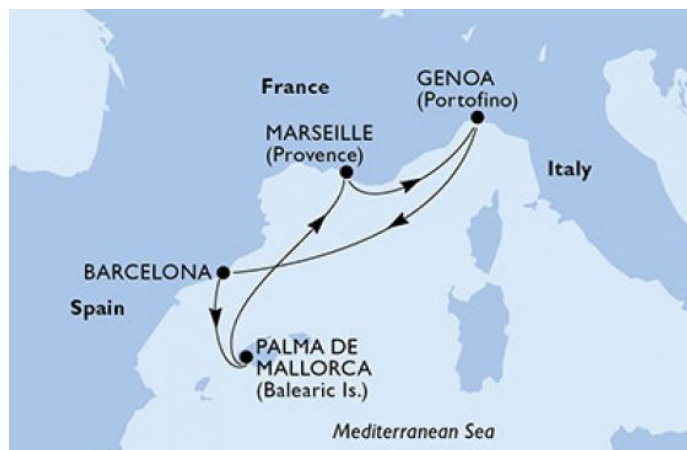 GENOA
(Portofino)
France
MARSEILLE
(Provence)
Italy
BARCELONA
Spain
PALMA DE
MALLORCA
(Balearic Is.)
Mediterranean Sea